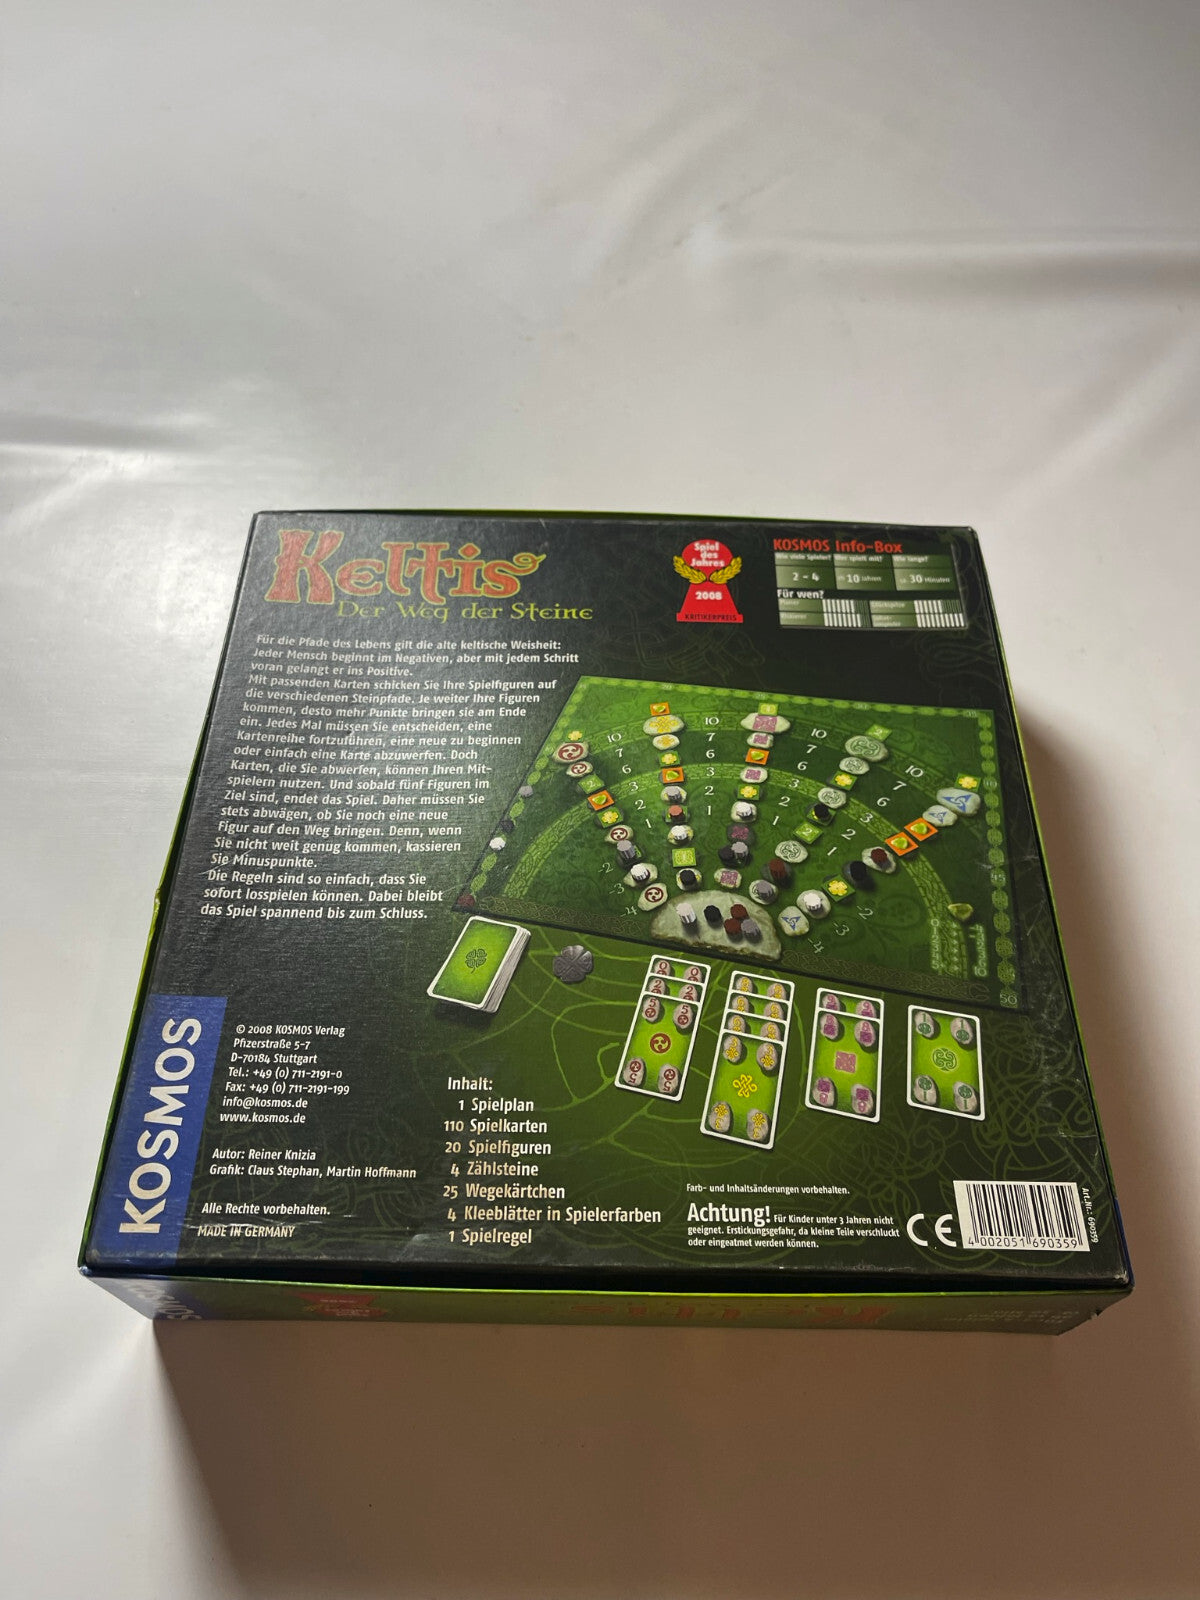 Keltis
Der Weg der Steine
Spiel
des
Jahres
2008
KRITIKERPREIS
KOSMOS Info-Box
Wie viele Spieler?
Wer spielt mit?
Wie lange?
2 - 4
10 Jahren
ca. 30 Minuten
Für wen?
Für die Pfade des Lebens gilt die alte keltische Weisheit:
Jeder Mensch beginnt im Negativen, aber mit jedem Schritt
voran gelangt er ins Positive.
Mit passenden Karten schicken Sie Ihre Spielfiguren auf
die verschiedenen Steinpfade. Je weiter Ihre Figuren
kommen, desto mehr Punkte bringen sie am Ende
ein. Jedes Mal müssen Sie entscheiden, eine
Kartenreihe fortzuführen, eine neue zu beginnen
oder einfach eine Karte abzuwerfen. Doch
Karten, die Sie abwerfen, können Ihren Mit-
spielern nutzen. Und sobald fünf Figuren im
Ziel sind, endet das Spiel. Daher müssen Sie
stets abwägen, ob Sie noch eine neue
Figur auf den Weg bringen. Denn, wenn
Sie nicht weit genug kommen, kassieren
Sie Minuspunkte.
Die Regeln sind so einfach, dass Sie
sofort losspielen können. Dabei bleibt
das Spiel spannend bis zum Schluss.
KOSMOS
© 2008 KOSMOS Verlag
Pfizerstraße 5-7
D-70184 Stuttgart
Tel.: +49 (0) 711-2191-0
Fax: +49 (0) 711-2191-199
info@kosmos.de
www.kosmos.de
Autor: Reiner Knizia
Grafik: Claus Stephan, Martin Hoffmann
Alle Rechte vorbehalten.
MADE IN GERMANY
Inhalt:
1 Spielplan
110 Spielkarten
20 Spielfiguren
4 Zählsteine
25 Wegekärtchen
4 Kleeblätter in Spielerfarben
1 Spielregel
Farb- und Inhaltsänderungen vorbehalten.
Achtung! Für Kinder unter 3 Jahren nicht
geeignet. Erstickungsgefahr, da kleine Teile verschluckt
oder eingeatmet werden können.
CE
4 002051 690359
Art.Nr.: 690359